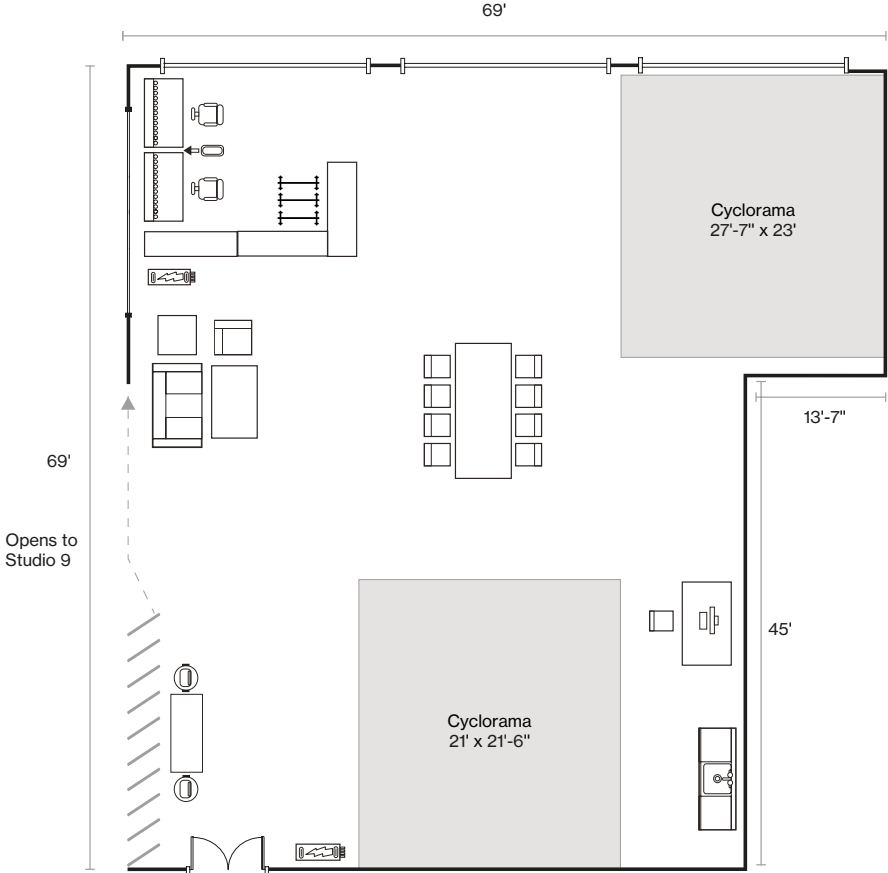 69'
Cyclorama
27'-7" x 23'
13'-7"
69'
Opens to
Studio 9
45'
Cyclorama
21' x 21'-6"